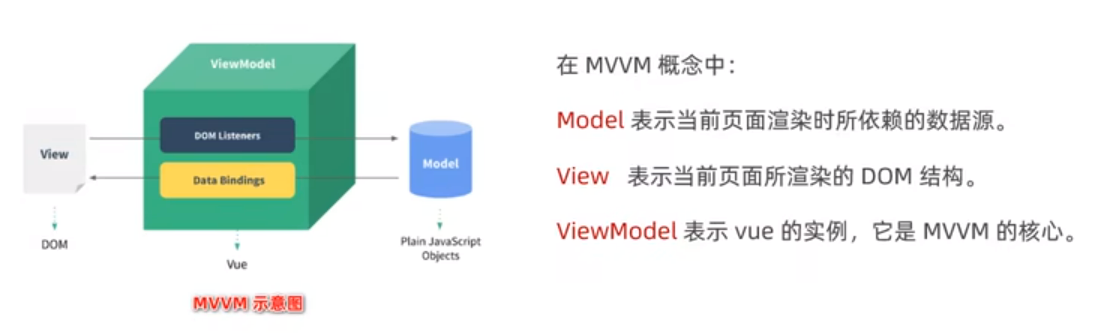 ViewModel
DOM Listeners
View
Model
Data Bindings
DOM
Plain JavaScript
Objects
Vue
MVVM 示意图
在 MVVM 概念中：
Model 表示当前页面渲染时所依赖的数据源。
View 表示当前页面所渲染的 DOM 结构。
ViewModel 表示 vue 的实例，它是 MVVM 的核心。